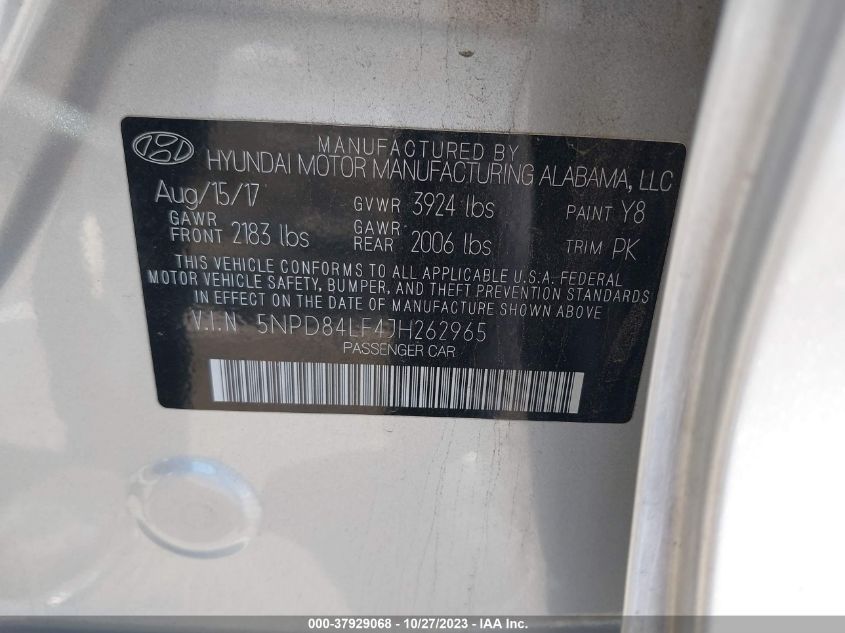 MANUFACTURED BY
HYUNDAI MOTOR MANUFACTURING ALABAMA, LLC
Aug/15/17 GVWR 3924 lbs PAINT Y8
GAWR FRONT 2183 lbs GAWR REAR 2006 lbs TRIM PK
THIS VEHICLE CONFORMS TO ALL APPLICABLE U.S.A. FEDERAL
MOTOR VEHICLE SAFETY, BUMPER, AND THEFT PREVENTION STANDARDS
IN EFFECT ON THE DATE OF MANUFACTURE SHOWN ABOVE.
V.I.N 5NPD84LF4JH262965
PASSENGER CAR
000-37929068 - 10/27/2023 - © IAA Inc.